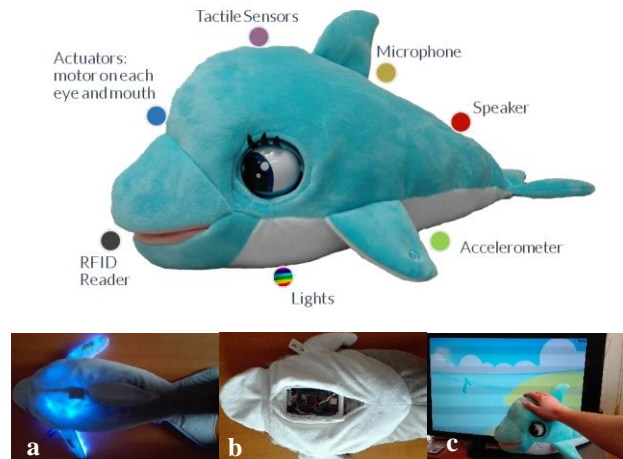 Tactile Sensors
Actuators:
motor on each
eye and mouth
Microphone
Speaker
RFID
Reader
Accelerometer
Lights
a
b
c